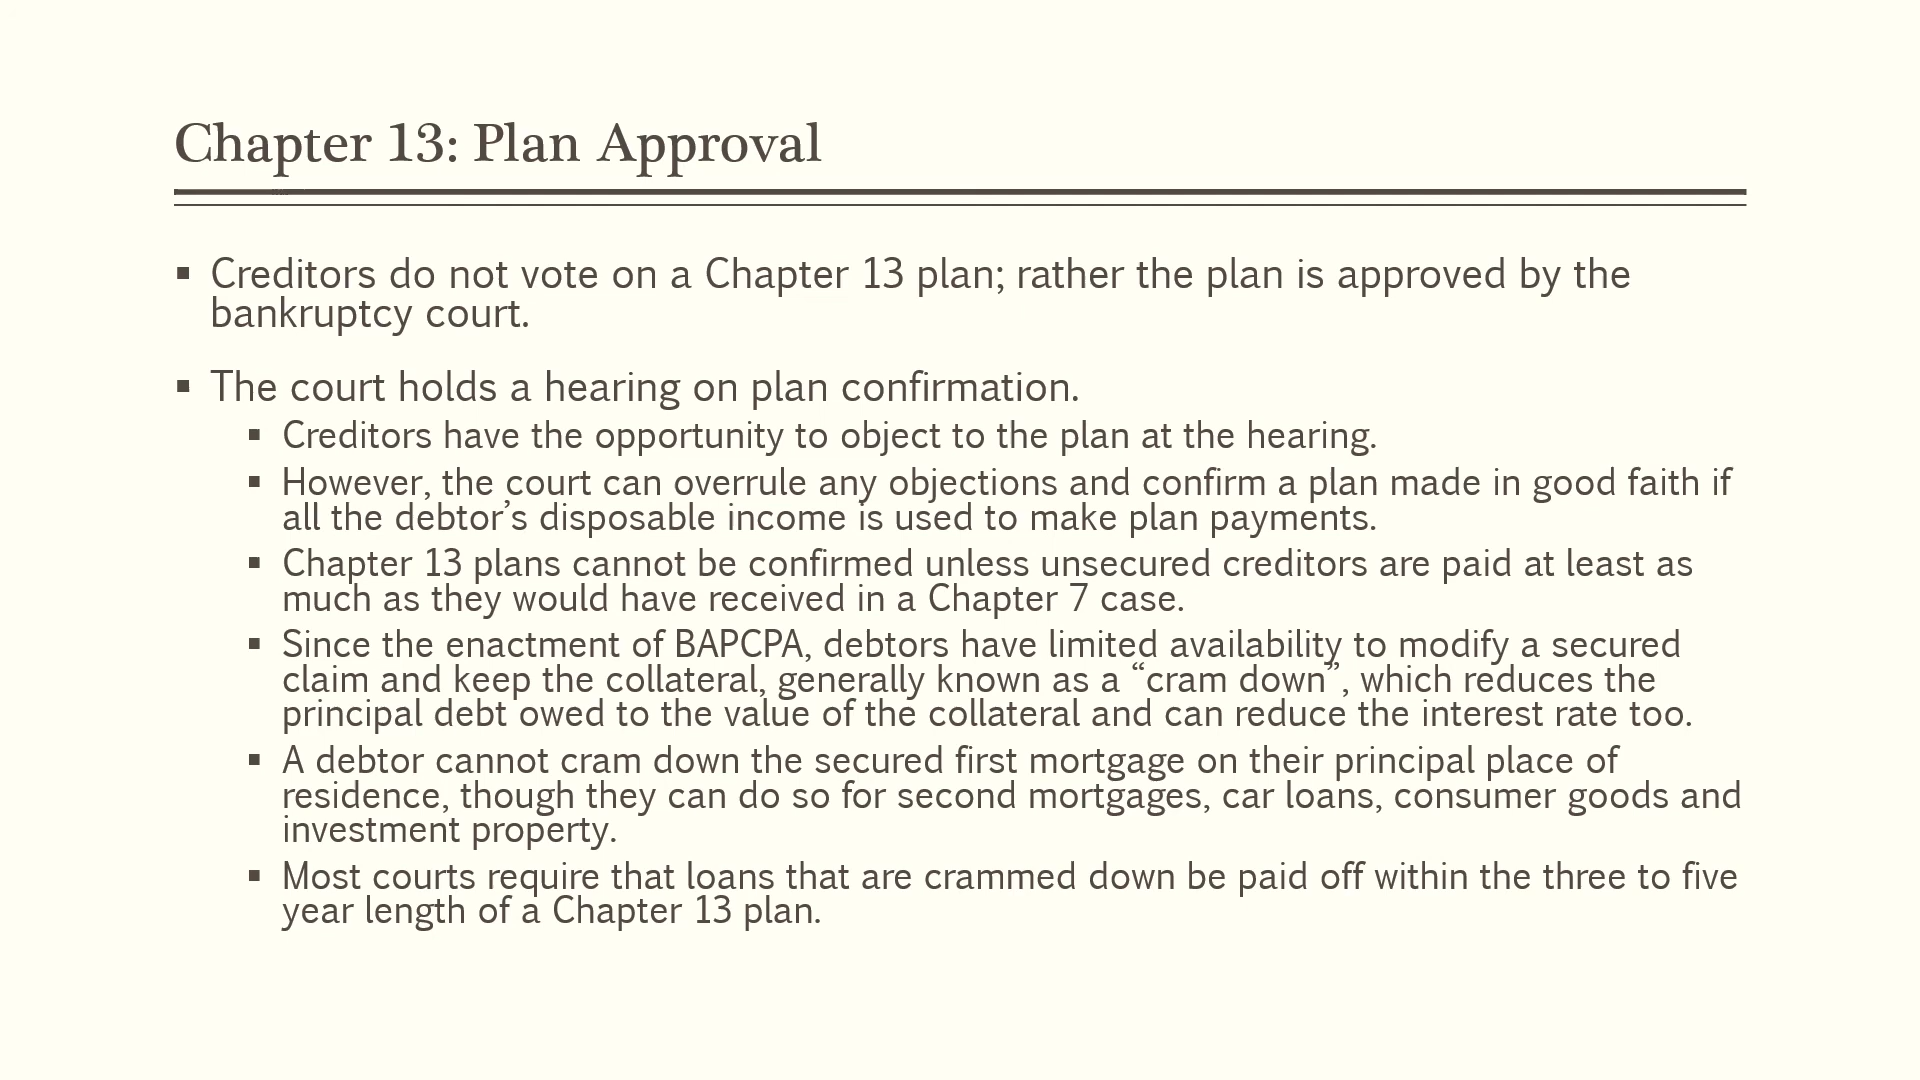 Chapter 13: Plan Approval
▪ Creditors do not vote on a Chapter 13 plan; rather the plan is approved by the
bankruptcy court.
▪ The court holds a hearing on plan confirmation.
▪ Creditors have the opportunity to object to the plan at the hearing.
▪ However, the court can overrule any objections and confirm a plan made in good faith if
all the debtor’s disposable income is used to make plan payments.
▪ Chapter 13 plans cannot be confirmed unless unsecured creditors are paid at least as
much as they would have received in a Chapter 7 case.
▪ Since the enactment of BAPCPA, debtors have limited availability to modify a secured
claim and keep the collateral, generally known as a “cram down”, which reduces the
principal debt owed to the value of the collateral and can reduce the interest rate too.
▪ A debtor cannot cram down the secured first mortgage on their principal place of
residence, though they can do so for second mortgages, car loans, consumer goods and
investment property.
▪ Most courts require that loans that are crammed down be paid off within the three to five
year length of a Chapter 13 plan.